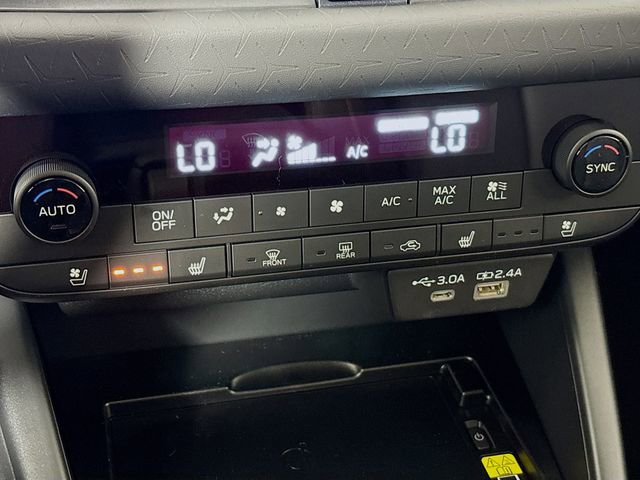 LO A/C LO
AUTO
SYNC
ON/
OFF
A/C
MAX
A/C
ALL
FRONT
REAR
3.0A
2.4A